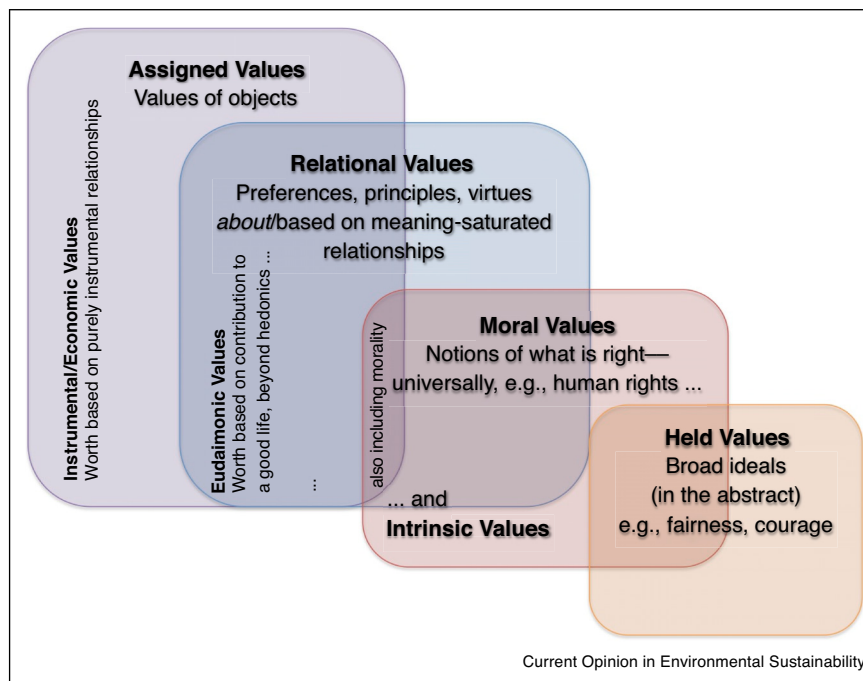 Assigned Values
Values of objects
Instrumental/Economic Values
Worth based on purely instrumental relationships
Relational Values
Preferences, principles, virtues
about/based on meaning-saturated
relationships
Eudaimonic Values
Worth based on contribution to
a good life, beyond hedonics ...
...
also including morality
Moral Values
Notions of what is right—
universally, e.g., human rights ...
... and
Intrinsic Values
Held Values
Broad ideals
(in the abstract)
e.g., fairness, courage
Current Opinion in Environmental Sustainability